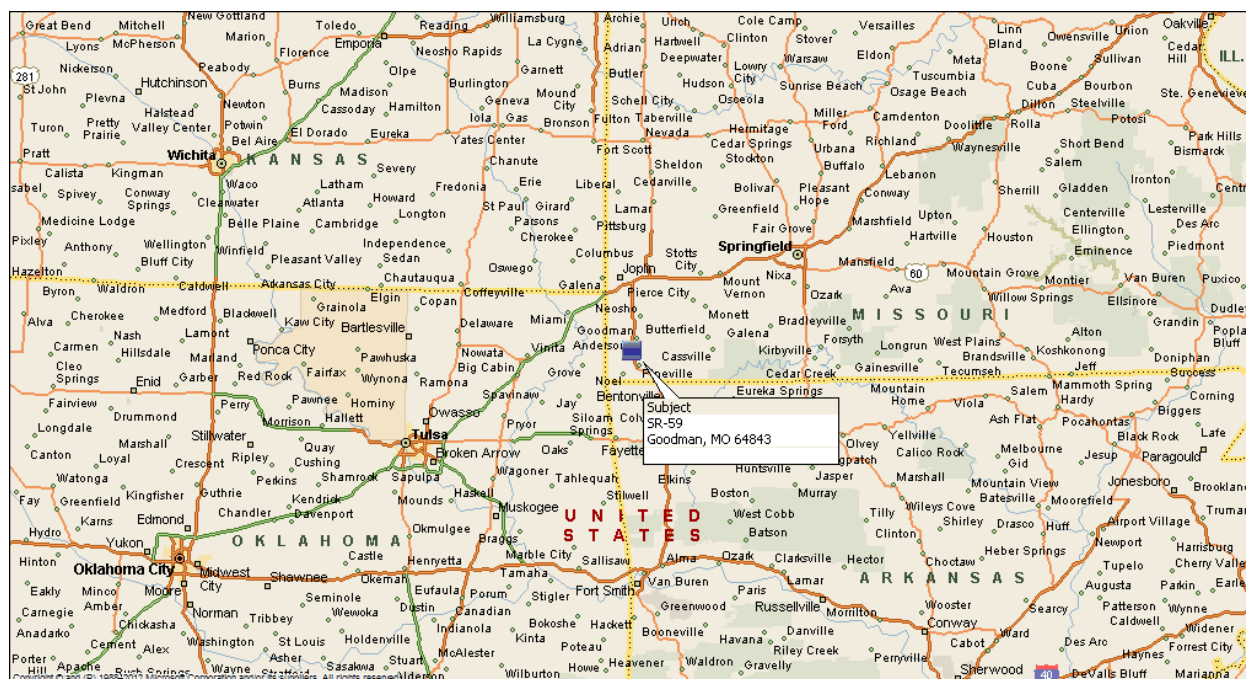 Great Bend Mitchell New Gottland Toledo Reading Williamsburg Archie Urich Cole Camp Versailles Linn Owensville Union Oakville
Lyons McPherson Marion Florence Emporia Neosho Rapids La Cygne Adrian Hartwell Clinton Stover Eldon Meta Bland Boone Sullivan Cedar Hill ILL.
281 Nickerson Hutchinson Peabody Burns Madison Olpe Burlington Garnett Butler Deepwater Lowry City Warsaw Tuscumbia Cuba Bourbon
St John Plevna Halstead Newton Cassoday Hamilton Geneva Mound City Schell City Hudson Osceola Sunrise Beach Osage Beach Dillon Steelville Ste. Genevieve
Turon Pretty Prairie Valley Center Potwin Bel Aire El Dorado Eureka Iola Gas Bronson Fulton Taberville Nevada Hermitage Miller Ford Camdenton Doolittle Rolla Potosi Park Hills
Pratt Wichita KANSAS Yates Center Fort Scott Cedar Springs Stockton Urbana Buffalo Richland Waynesville Short Bend Salem Bismarck
Calista Kingman Waco Latham Severy Chanute Erie Liberal Sheldon Cedarville Bolivar Pleasant Hope Lebanon Conway Sherrill Gladden Ironton
Spivey Conway Springs Clearwater Atlanta Howard Fredonia St Paul Girard Lamar Greenfield Fair Grove Marshfield Upton Centerville Lesterville
Medicine Lodge Belle Plaine Cambridge Longton Parsons Cherokee Pittsburg Hartville Houston Ellington Des Arc
Pixley Anthony Wellington Winfield Independence Columbus Stotts City Springfield Mansfield Eminence Piedmont
Hazelton Bluff City Pleasant Valley Sedan Chautauqua Oswego Joplin Nixa 60 Mountain Grove Montier Van Buren Puxico
Byron Waldron Caldwell Arkansas City Coffeyville Galena Pierce City Mount Vernon Ozark Ava Willow Springs Ellsinore
Alva Cherokee Medford Blackwell Grainola Elgin Copan Delaware Miami Neosho Monett Bradleyville MISSOURI Grandin Dudley
Nash Lamont Kaw City Bartlesville Goodman Butterfield Galena Forsyth Alton Poplar Bluff
Carmen Hillsdale Marland Ponca City Pawhuska Nowata Vinita Anderson Cassville Kirbyville Longrun West Plains Brandsville Koshkonong Doniphan
Cleo Springs Enid Garber Red Rock Fairfax Wynona Ramona Big Cabin Grove Noel Pineville Cedar Creek Gainesville Tecumseh Jeff Success
Fairview Drummond Perry Pawnee Hominy Spavinaw Jay Bentonville Eureka Springs Mountain Home Viola Salem Mammoth Spring Corning
Longdale Morrison Hallett Owasso Pryor Siloam Springs Ash Flat Hardy Pocahontas Biggers
Subject
SR-59
Goodman, MO 64843
Canton Marshall Stillwater Quay Tulsa Oaks Olvey Yellville Melbourne Black Rock Lafe
Loyal Crescent Ripley Cushing Broken Arrow Calico Rock Gid Jesup Paragould
Watonga Perkins Shamrock Sapulpa Wagoner Tahlequah Huntsville Jasper Marshall Mountain View Jonesboro
Fay Greenfield Kingfisher Guthrie Kendrick Mounds Haskell Stilwell Elkins Boston Murray Batesville Moorefield
Karns Edmond Chandler Davenport Muskogee UNITED West Cobb Tilly Wileys Cove Shirley Drasco Huff Airport Village
Hydro Yukon OKLAHOMA Okmulgee Braggs STATES Batson Clinton Newport
Hinton Oklahoma City Midwest City Castle Henryetta Marble City Sallisaw Alma Ozark Clarksville Hector Choctaw Heber Springs Tupelo Harrisburg Cherry Valley
Eakly Minco Moore Shawnee Okemah Tamaha Fort Smith Van Buren Paris Lamar ARKANSAS Augusta Parkin
Carnegie Amber Norman Seminole Eufaula Porum Stigler Greenwood Russellville Morrilton Wooster Searcy Patterson Wynne
Anadarko Chickasha Tribbey Wewoka Dustin Canadian Bokoshe Hackett Conway Caldwell
Cement Alex Washington St Louis Holdenville Indianola Kinta Booneville Havana Danville Cabot Ward Des Arc Widener
Porter Hill Apache Wayne Asher Sasakwa Stuart McAlester Poteau Waldron Riley Creek Perryville Haynes Forrest City
Rush Springs Stratford Alderson Wilburton Howe Heavener Gravelly Sherwood 40 DeValls Bluff Marianna